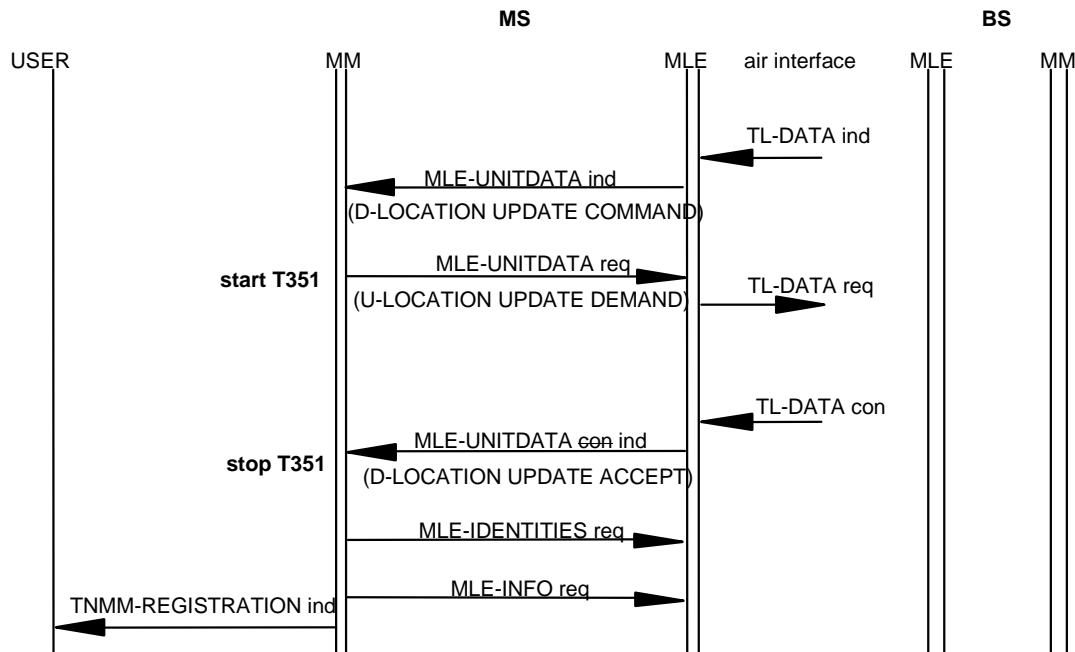 MS BS
USER MM MLE air interface MLE MM
TL-DATA ind
MLE-UNITDATA ind
(D-LOCATION UPDATE COMMAND)
MLE-UNITDATA req
start T351
(U-LOCATION UPDATE DEMAND)
TL-DATA req
TL-DATA con
MLE-UNITDATA con ind
stop T351
(D-LOCATION UPDATE ACCEPT)
MLE-IDENTITIES req
MLE-INFO req
TNMM-REGISTRATION ind